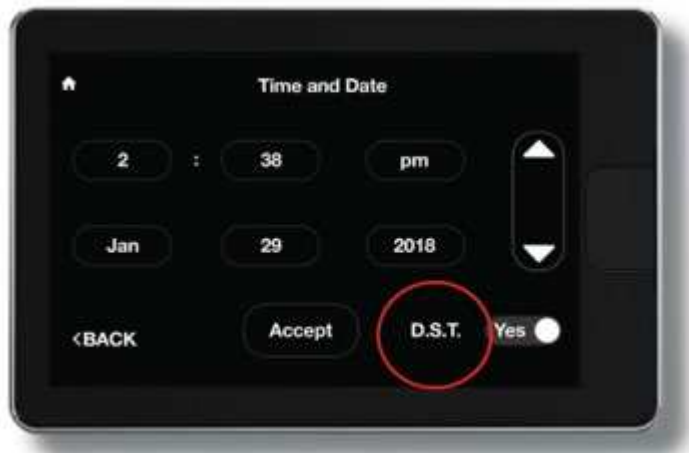 Time and Date
2 : 38 pm
Jan 29 2018
<BACK Accept D.S.T. Yes